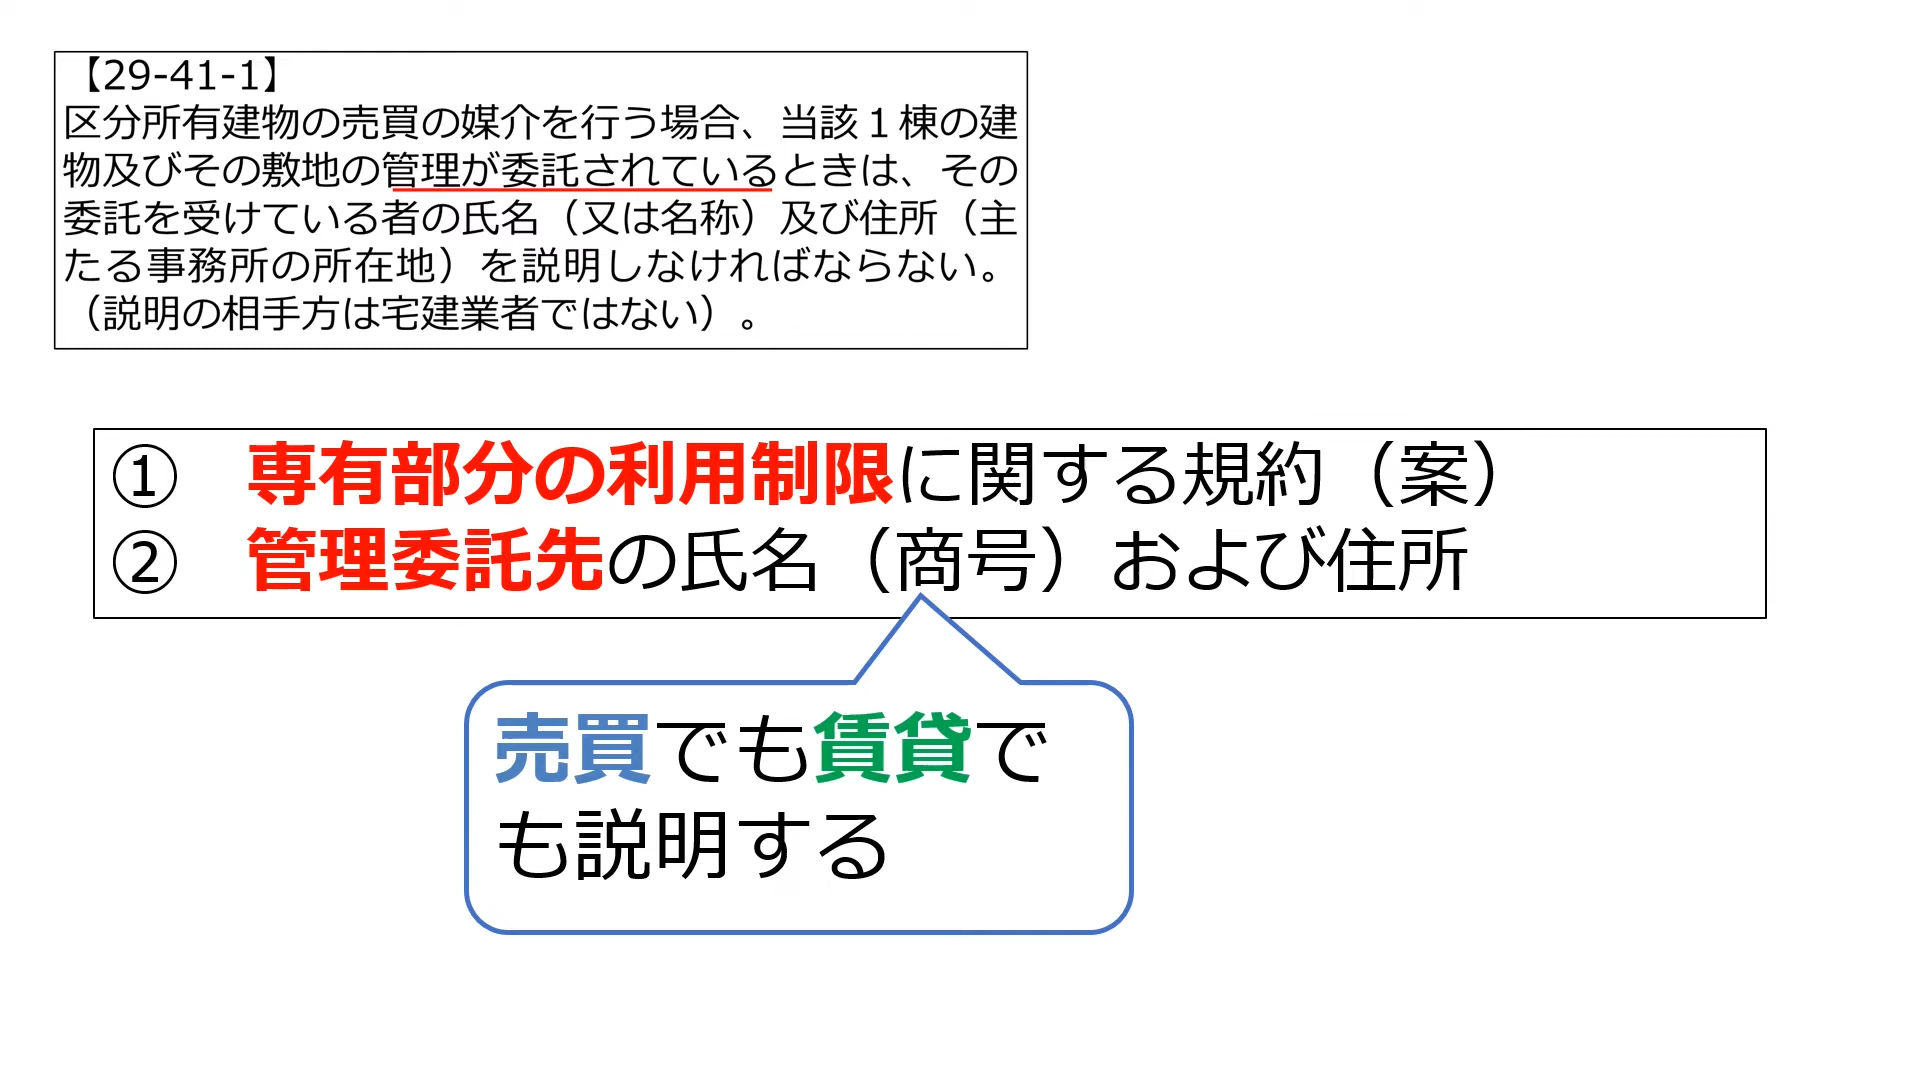 【29-41-1】
区分所有建物の売買の媒介を行う場合、当該１棟の建
物及びその敷地の管理が委託されているときは、その
委託を受けている者の氏名（又は名称）及び住所（主
たる事務所の所在地）を説明しなければならない。
（説明の相手方は宅建業者ではない）。
①　専有部分の利用制限に関する規約（案）
②　管理委託先の氏名（商号）および住所
売買でも賃貸で
も説明する